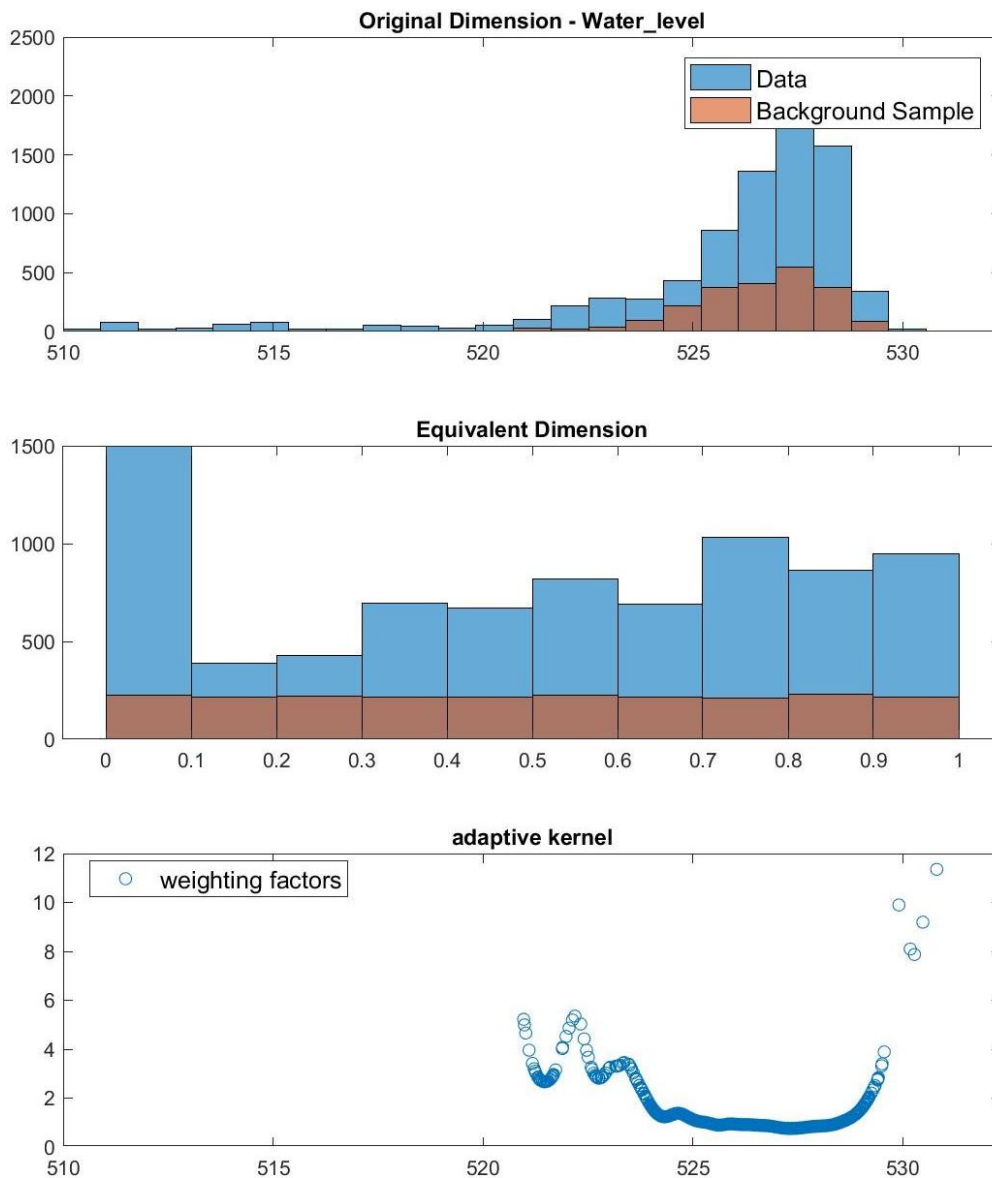 Original Dimension - Water_level
2500
2000
1500
1000
500
0
Data
Background Sample
510 515 520 525 530
Equivalent Dimension
1500
1000
500
0
0 0.1 0.2 0.3 0.4 0.5 0.6 0.7 0.8 0.9 1
adaptive kernel
12
10
8
6
4
2
0
weighting factors
510 515 520 525 530